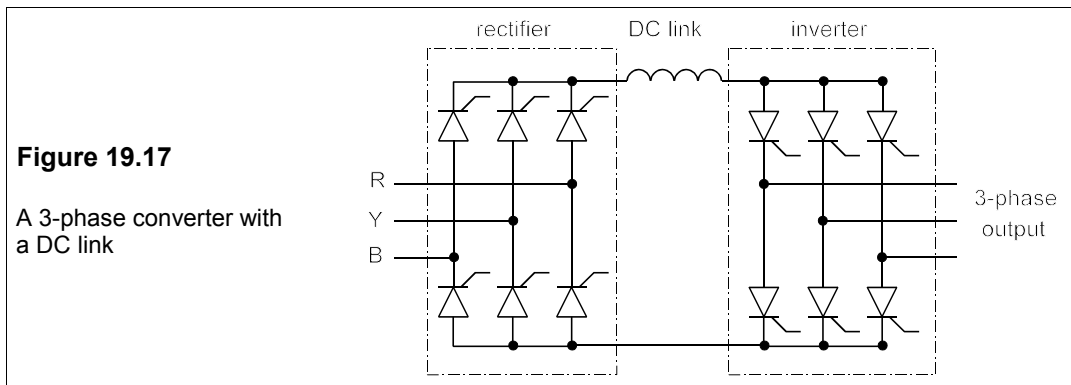 rectifier DC link inverter
Figure 19.17
A 3-phase converter with
a DC link
R
Y
B
3-phase
output